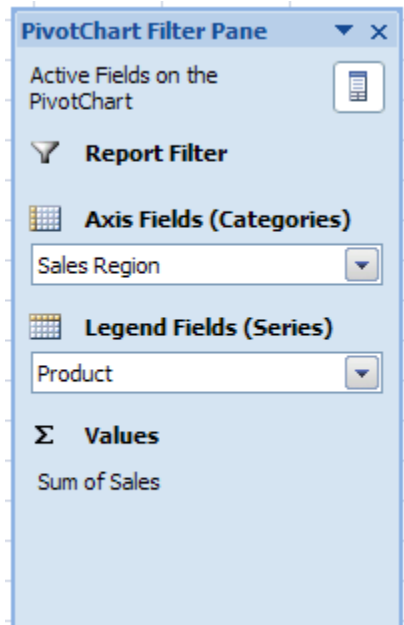 PivotChart Filter Pane
Active Fields on the
PivotChart
Report Filter
Axis Fields (Categories)
Sales Region
Legend Fields (Series)
Product
Σ Values
Sum of Sales